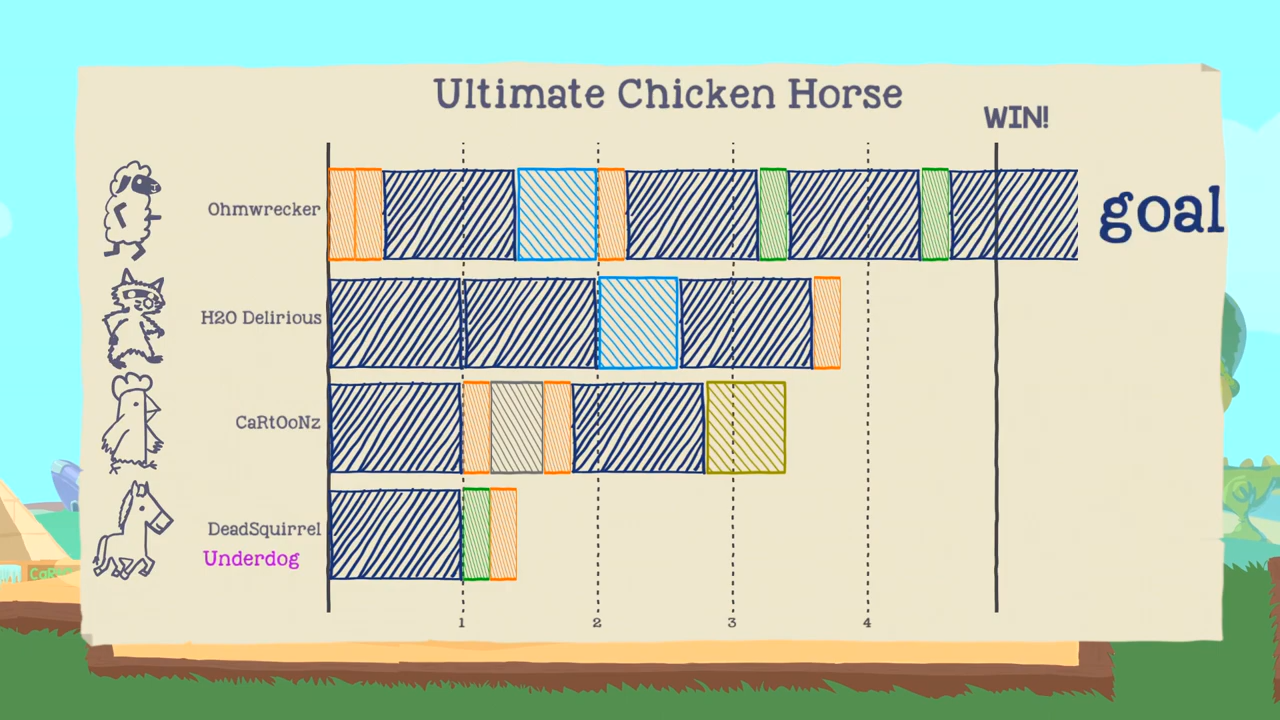 Ultimate Chicken Horse
WIN!
Ohmwrecker
goal
H2O Delirious
CaRtOoNz
DeadSquirrel
Underdog
1 2 3 4